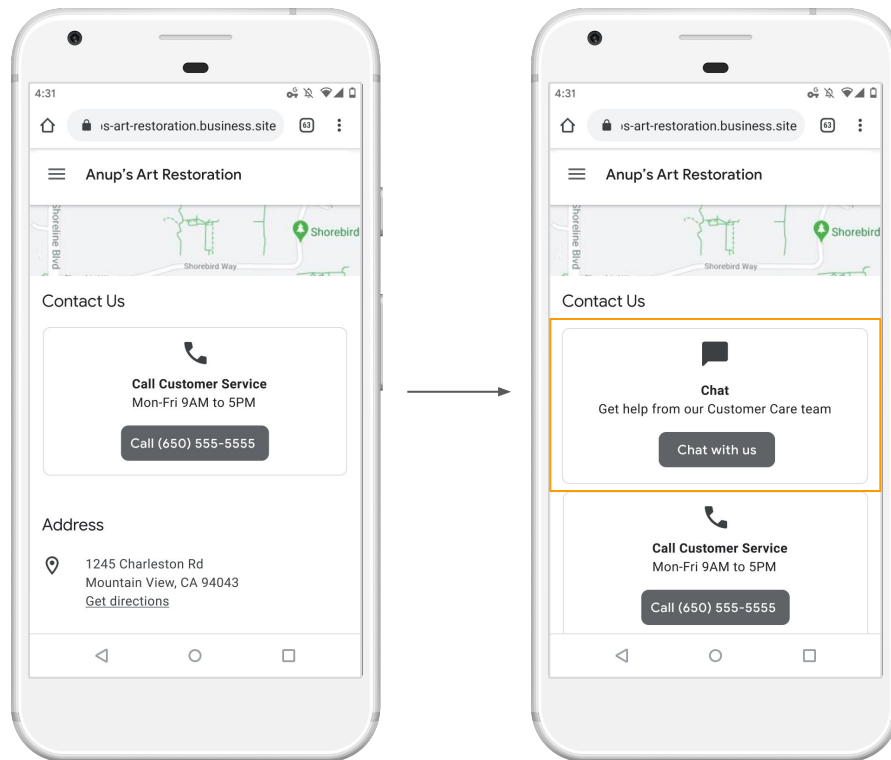 4:31
ıs-art-restoration.business.site
63
Anup's Art Restoration
Shoreline Blvd
Shorebird
Shorebird Way
Contact Us
Call Customer Service
Mon-Fri 9AM to 5PM
Call (650) 555-5555
Address
1245 Charleston Rd
Mountain View, CA 94043
Get directions
4:31
ıs-art-restoration.business.site
63
Anup's Art Restoration
Shoreline Blvd
Shorebird
Shorebird Way
Contact Us
Chat
Get help from our Customer Care team
Chat with us
Call Customer Service
Mon-Fri 9AM to 5PM
Call (650) 555-5555